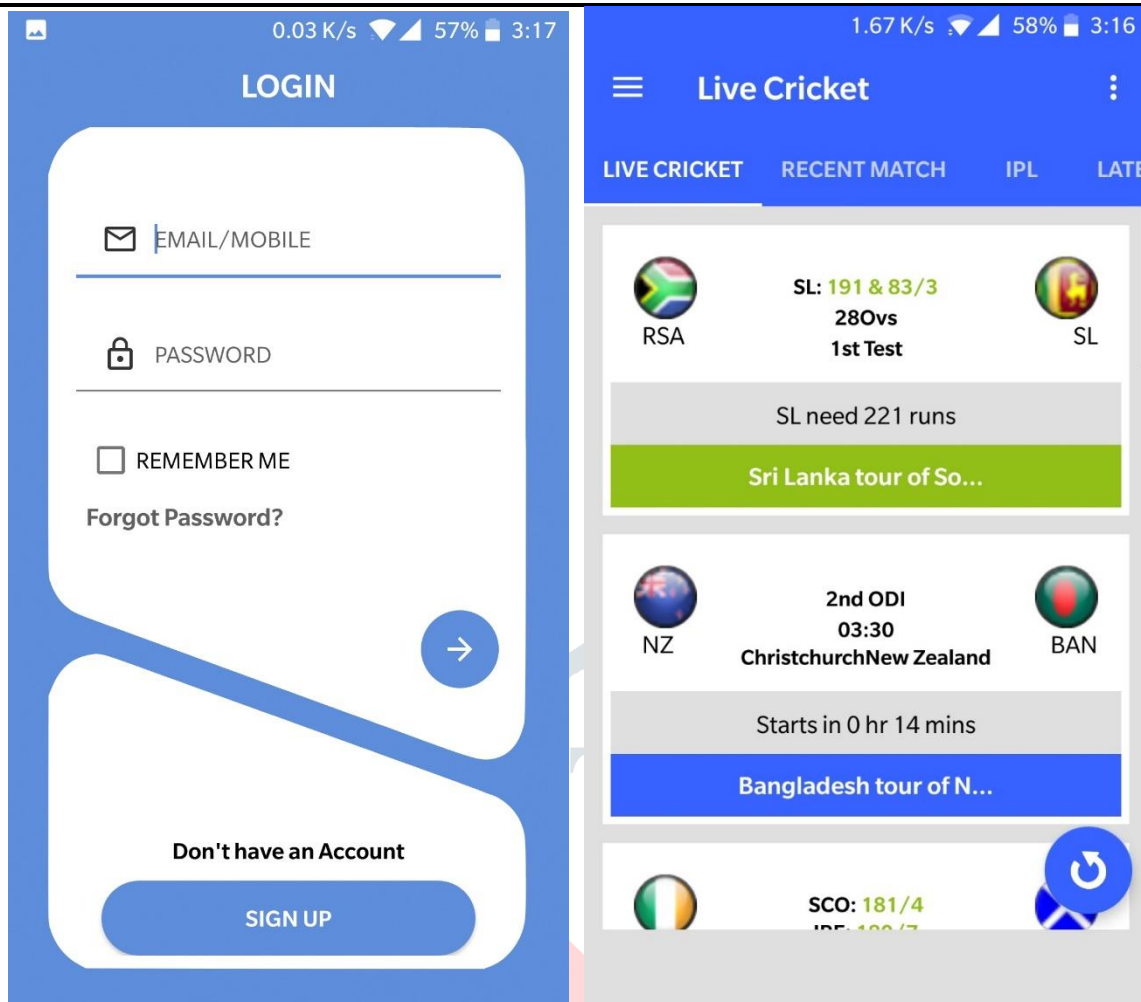 0.03 K/s 57% 3:17
LOGIN
EMAIL/MOBILE
PASSWORD
REMEMBER ME
Forgot Password?
Don't have an Account
SIGN UP
1.67 K/s 58% 3:16
Live Cricket
LIVE CRICKET RECENT MATCH IPL LATE
SL: 191 & 83/3
28Ovs
1st Test
RSA SL
SL need 221 runs
Sri Lanka tour of So...
2nd ODI
03:30
ChristchurchNew Zealand
NZ BAN
Starts in 0 hr 14 mins
Bangladesh tour of N...
SCO: 181/4